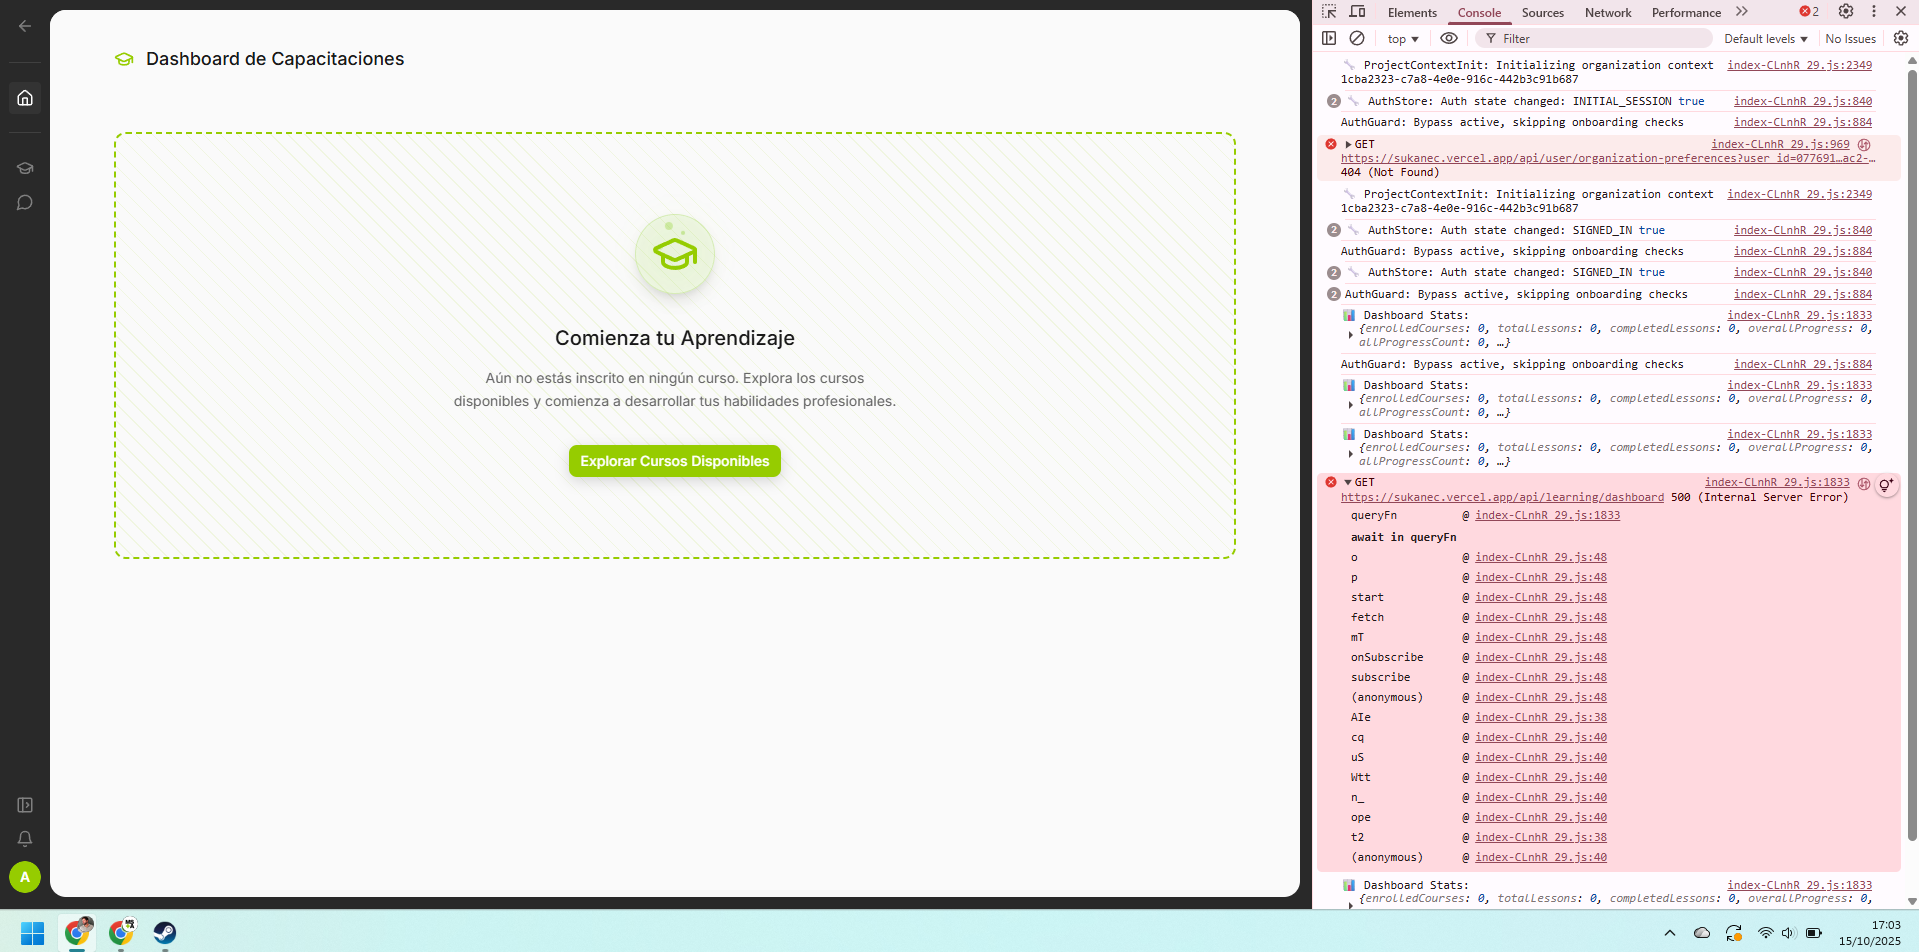 Dashboard de Capacitaciones
Comienza tu Aprendizaje
Aún no estás inscrito en ningún curso. Explora los cursos
disponibles y comienza a desarrollar tus habilidades profesionales.
Explorar Cursos Disponibles
A
Elements Console Sources Network Performance 2
top Filter Default levels No Issues
ProjectContextInit: Initializing organization context index-CLnhR_29.js:2349
1cba2323-c7a8-4e0e-916c-442b3c91b687
2 AuthStore: Auth state changed: INITIAL_SESSION true index-CLnhR_29.js:840
AuthGuard: Bypass active, skipping onboarding checks index-CLnhR_29.js:884
GET index-CLnhR_29.js:969
https://sukanec.vercel.app/api/user/organization-preferences?user_id=077691…ac2-…
404 (Not Found)
ProjectContextInit: Initializing organization context index-CLnhR_29.js:2349
1cba2323-c7a8-4e0e-916c-442b3c91b687
2 AuthStore: Auth state changed: SIGNED_IN true index-CLnhR_29.js:840
AuthGuard: Bypass active, skipping onboarding checks index-CLnhR_29.js:884
2 AuthStore: Auth state changed: SIGNED_IN true index-CLnhR_29.js:840
2 AuthGuard: Bypass active, skipping onboarding checks index-CLnhR_29.js:884
Dashboard Stats: index-CLnhR_29.js:1833
{enrolledCourses: 0, totalLessons: 0, completedLessons: 0, overallProgress: 0,
allProgressCount: 0, …}
AuthGuard: Bypass active, skipping onboarding checks index-CLnhR_29.js:884
Dashboard Stats: index-CLnhR_29.js:1833
{enrolledCourses: 0, totalLessons: 0, completedLessons: 0, overallProgress: 0,
allProgressCount: 0, …}
Dashboard Stats: index-CLnhR_29.js:1833
{enrolledCourses: 0, totalLessons: 0, completedLessons: 0, overallProgress: 0,
allProgressCount: 0, …}
GET index-CLnhR_29.js:1833
https://sukanec.vercel.app/api/learning/dashboard 500 (Internal Server Error)
queryFn @ index-CLnhR_29.js:1833
await in queryFn
o @ index-CLnhR_29.js:48
p @ index-CLnhR_29.js:48
start @ index-CLnhR_29.js:48
fetch @ index-CLnhR_29.js:48
mT @ index-CLnhR_29.js:48
onSubscribe @ index-CLnhR_29.js:48
subscribe @ index-CLnhR_29.js:48
(anonymous) @ index-CLnhR_29.js:48
AIe @ index-CLnhR_29.js:38
cq @ index-CLnhR_29.js:40
uS @ index-CLnhR_29.js:40
Wtt @ index-CLnhR_29.js:40
n_ @ index-CLnhR_29.js:40
ope @ index-CLnhR_29.js:40
t2 @ index-CLnhR_29.js:38
(anonymous) @ index-CLnhR_29.js:40
Dashboard Stats: index-CLnhR_29.js:1833
{enrolledCourses: 0, totalLessons: 0, completedLessons: 0, overallProgress: 0,
17:03
15/10/2025